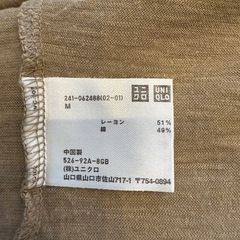 241-062488(02-01)
M
ユニクロ
UNIQLO
レーヨン 51%
綿 49%
中国製
526-92A-8GB
(株)ユニクロ
山口県山口市佐山717-1 〒754-0894